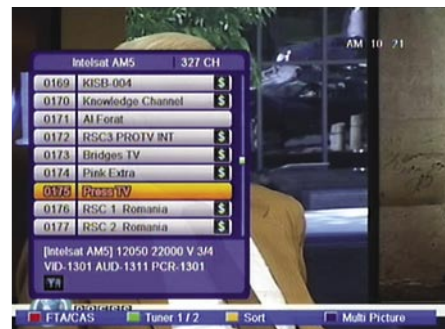 AM 10 21
Intelsat AM5 327 CH
0169 KISB-004 $
0170 Knowledge Channel $
0171 Al Forat
0172 RSC3 PROTV INT $
0173 Bridges TV $
0174 Pink Extra $
0175 Press TV
0176 RSC 1 Romania $
0177 RSC 2 Romania $
[Intelsat AM5] 12050 22000 V 3/4
VID-1301 AUD-1311 PCR-1301
FTA/CAS Tuner 1 / 2 Sort Multi Picture